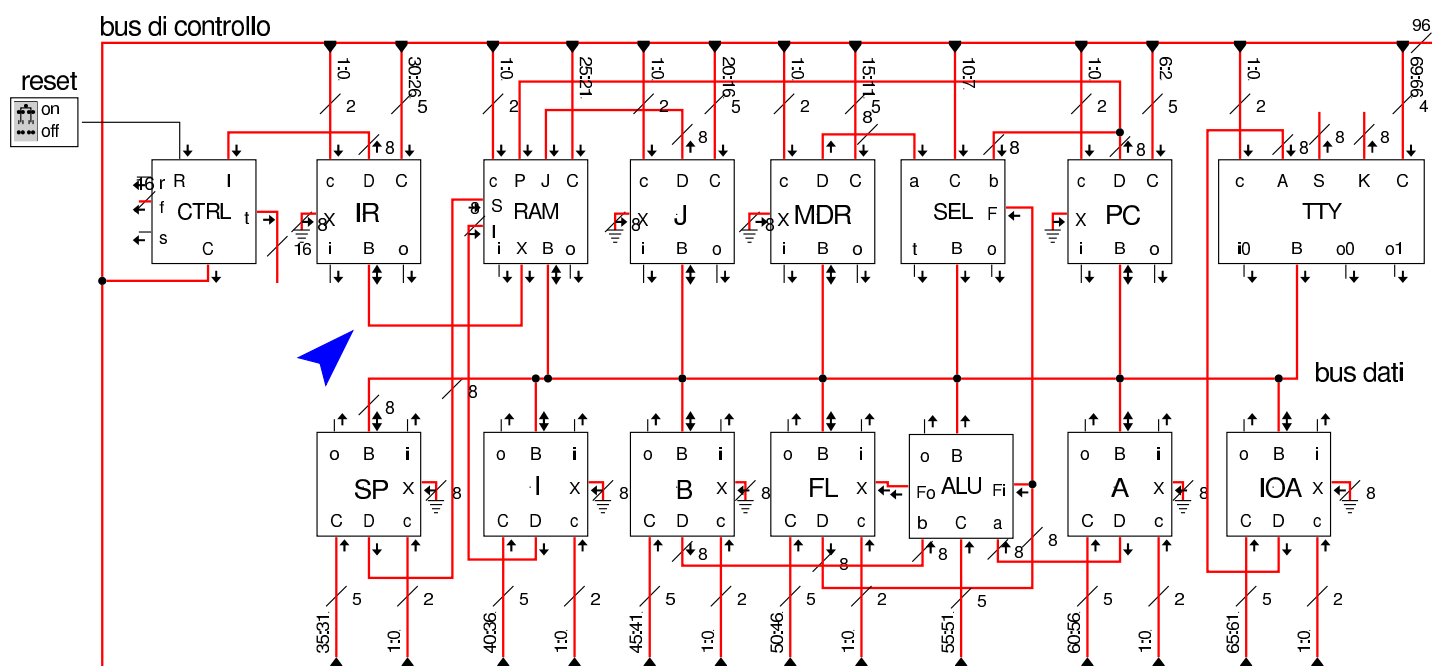 bus di controllo
96
reset
on
off
1:0. 30:26. 1:0. 25:21. 1:0. 20:16. 1:0. 15:11. 10:7. 1:0. 6:2 1:0. 69:66
2 5 2 2 5 2 5 2 5 2 4
8 8 8 8 8 8 8 8
R I c D C c P J C c D C c D C a C b c D C c A S K C
16 r
f
s
CTRL t
X IR
S RAM
I
X J
X MDR
SEL F
X PC
TTY
8 16 8 8 8
C i B o i X B o i B o i B o t B o i B o i0 B o0 o1
bus dati
8
8
o B i o B i o B i o B i o B o B i o B i
SP X 8
I X 8
B X 8
FL X
Fo ALU Fi
A X 8
IOA X 8
C D c C D c C D c C D c b C a C D c C D c
8 8 8 8 8
5 2 5 2 5 2 5 2 5 5 2 5 2
35:31. 1:0. 40:36. 1:0. 45:41. 1:0. 50:46. 1:0. 55:51. 60:56. 1:0. 65:61. 1:0.